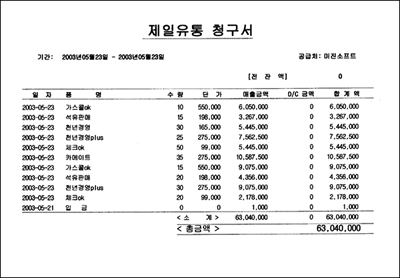 제일유통 청구서
기간: 2003년05월23일 - 2003년05월23일 공급처: 미진소프트
[전 잔 액] 0
일 자 품 명 수 량 단 가 매출금액 D/C 금액 합 계 액
2003-05-23 가스콜ok 10 550,000 6,050,000 0 6,050,000
2003-05-23 석유판매 15 198,000 3,267,000 0 3,267,000
2003-05-23 천년경영 30 165,000 5,445,000 0 5,445,000
2003-05-23 천년경영plus 25 275,000 7,562,500 0 7,562,500
2003-05-23 체크ok 50 99,000 5,445,000 0 5,445,000
2003-05-23 카메이트 35 275,000 10,587,500 0 10,587,500
2003-05-23 가스콜ok 15 550,000 9,075,000 0 9,075,000
2003-05-23 석유판매 20 198,000 4,356,000 0 4,356,000
2003-05-23 천년경영plus 30 275,000 9,075,000 0 9,075,000
2003-05-23 체크ok 20 99,000 2,178,000 0 2,178,000
2003-05-21 입 금 0 0 1,000 0 1,000
< 소 계 > 63,040,000 0 63,040,000
< 총금액 > 63,040,000